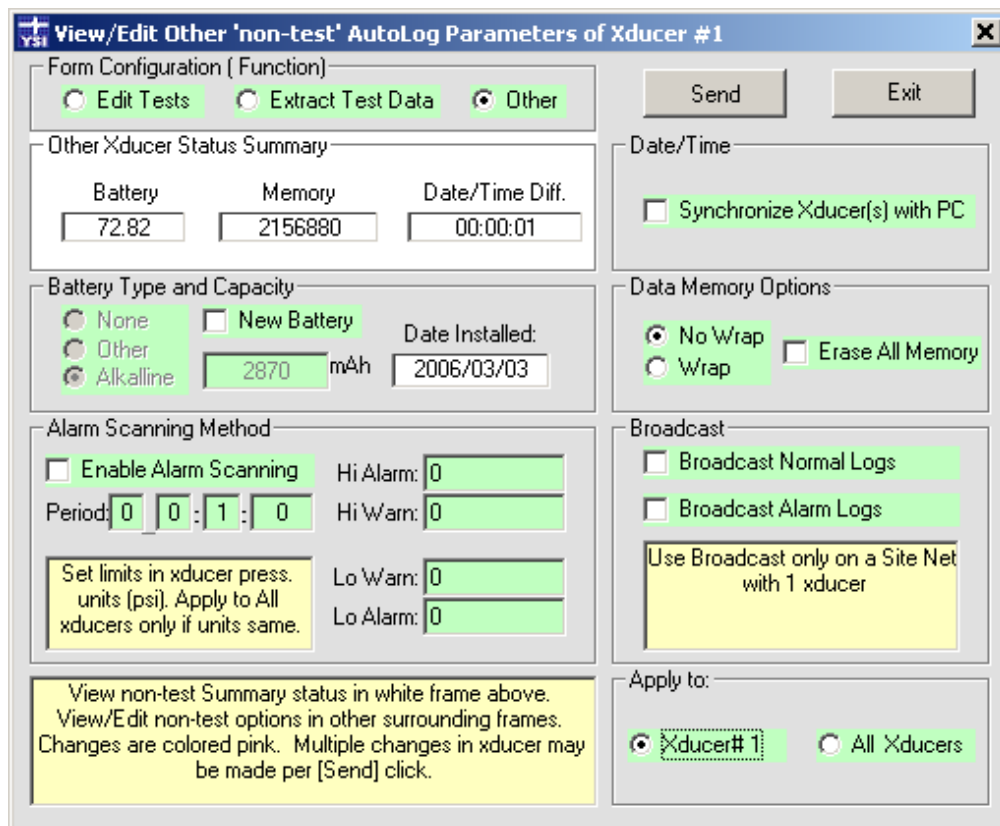 YSI View/Edit Other 'non-test' AutoLog Parameters of Xducer #1
Form Configuration ( Function)
Edit Tests Extract Test Data Other
Send Exit
Other Xducer Status Summary
Battery Memory Date/Time Diff.
72.82 2156880 00:00:01
Date/Time
Synchronize Xducer(s) with PC
Battery Type and Capacity
None New Battery
Other Date Installed:
Alkalline 2870 mAh 2006/03/03
Data Memory Options
No Wrap
Wrap
Erase All Memory
Alarm Scanning Method
Enable Alarm Scanning
Period: 0 _ 0 : 1 : 0
Hi Alarm: 0
Hi Warn: 0
Lo Warn: 0
Lo Alarm: 0
Set limits in xducer press.
units (psi). Apply to All
xducers only if units same.
Broadcast
Broadcast Normal Logs
Broadcast Alarm Logs
Use Broadcast only on a Site Net
with 1 xducer
View non-test Summary status in white frame above.
View/Edit non-test options in other surrounding frames.
Changes are colored pink. Multiple changes in xducer may
be made per [Send] click.
Apply to:
Xducer# 1 All Xducers